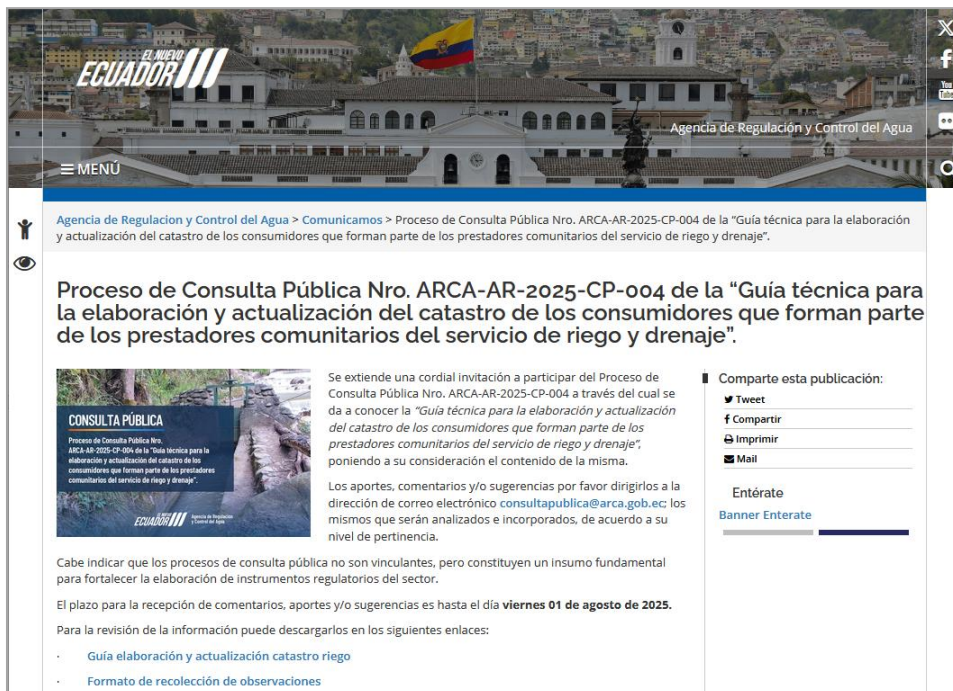 EL NUEVO
ECUADOR
Agencia de Regulación y Control del Agua
MENÚ
Agencia de Regulacion y Control del Agua > Comunicamos > Proceso de Consulta Pública Nro. ARCA-AR-2025-CP-004 de la “Guía técnica para la elaboración
y actualización del catastro de los consumidores que forman parte de los prestadores comunitarios del servicio de riego y drenaje”.
Proceso de Consulta Pública Nro. ARCA-AR-2025-CP-004 de la “Guía técnica para
la elaboración y actualización del catastro de los consumidores que forman parte
de los prestadores comunitarios del servicio de riego y drenaje”.
CONSULTA PÚBLICA
Proceso de Consulta Pública Nro.
ARCA-AR-2025-CP-004 de la “Guía técnica para la
elaboración y actualización del catastro de los
consumidores que forman parte de los prestadores
comunitarios del servicio de riego y drenaje”.
EL NUEVO
ECUADOR
Agencia de Regulación
y Control del Agua
Se extiende una cordial invitación a participar del Proceso de
Consulta Pública Nro. ARCA-AR-2025-CP-004 a través del cual se
da a conocer la “Guía técnica para la elaboración y actualización
del catastro de los consumidores que forman parte de los
prestadores comunitarios del servicio de riego y drenaje”,
poniendo a su consideración el contenido de la misma.
Los aportes, comentarios y/o sugerencias por favor dirigirlos a la
dirección de correo electrónico consultapublica@arca.gob.ec; los
mismos que serán analizados e incorporados, de acuerdo a su
nivel de pertinencia.
Cabe indicar que los procesos de consulta pública no son vinculantes, pero constituyen un insumo fundamental
para fortalecer la elaboración de instrumentos regulatorios del sector.
El plazo para la recepción de comentarios, aportes y/o sugerencias es hasta el día viernes 01 de agosto de 2025.
Para la revisión de la información puede descargarlos en los siguientes enlaces:
· Guía elaboración y actualización catastro riego
· Formato de recolección de observaciones
Comparte esta publicación:
Tweet
Compartir
Imprimir
Mail
Entérate
Banner Enterate
You
Tube